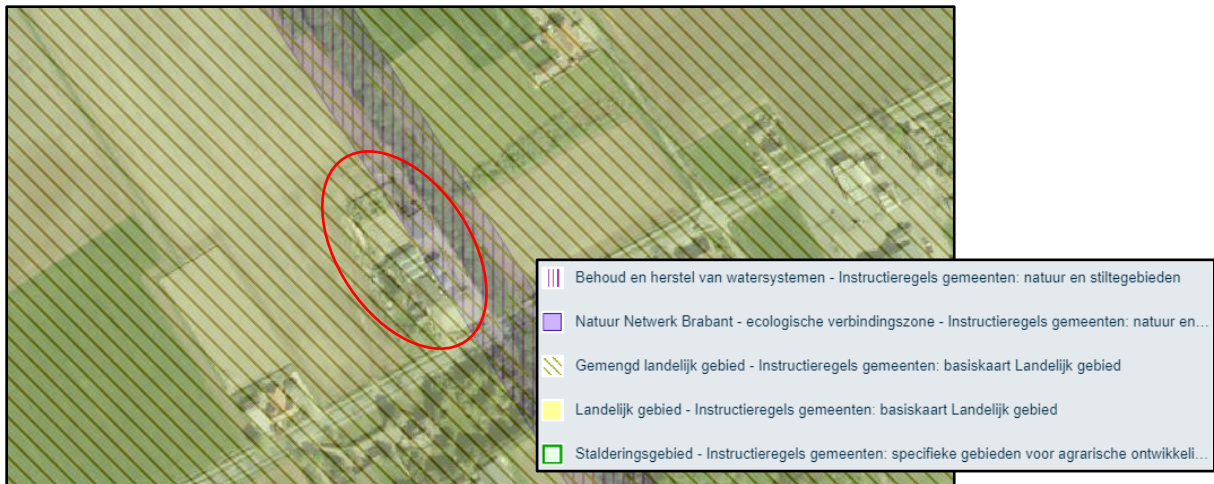 Behoud en herstel van watersystemen - Instructieregels gemeenten: natuur en stiltegebieden
Natuur Netwerk Brabant - ecologische verbindingszone - Instructieregels gemeenten: natuur en...
Gemengd landelijk gebied - Instructieregels gemeenten: basiskaart Landelijk gebied
Landelijk gebied - Instructieregels gemeenten: basiskaart Landelijk gebied
Stalderingsgebied - Instructieregels gemeenten: specifieke gebieden voor agrarische ontwikkeli...